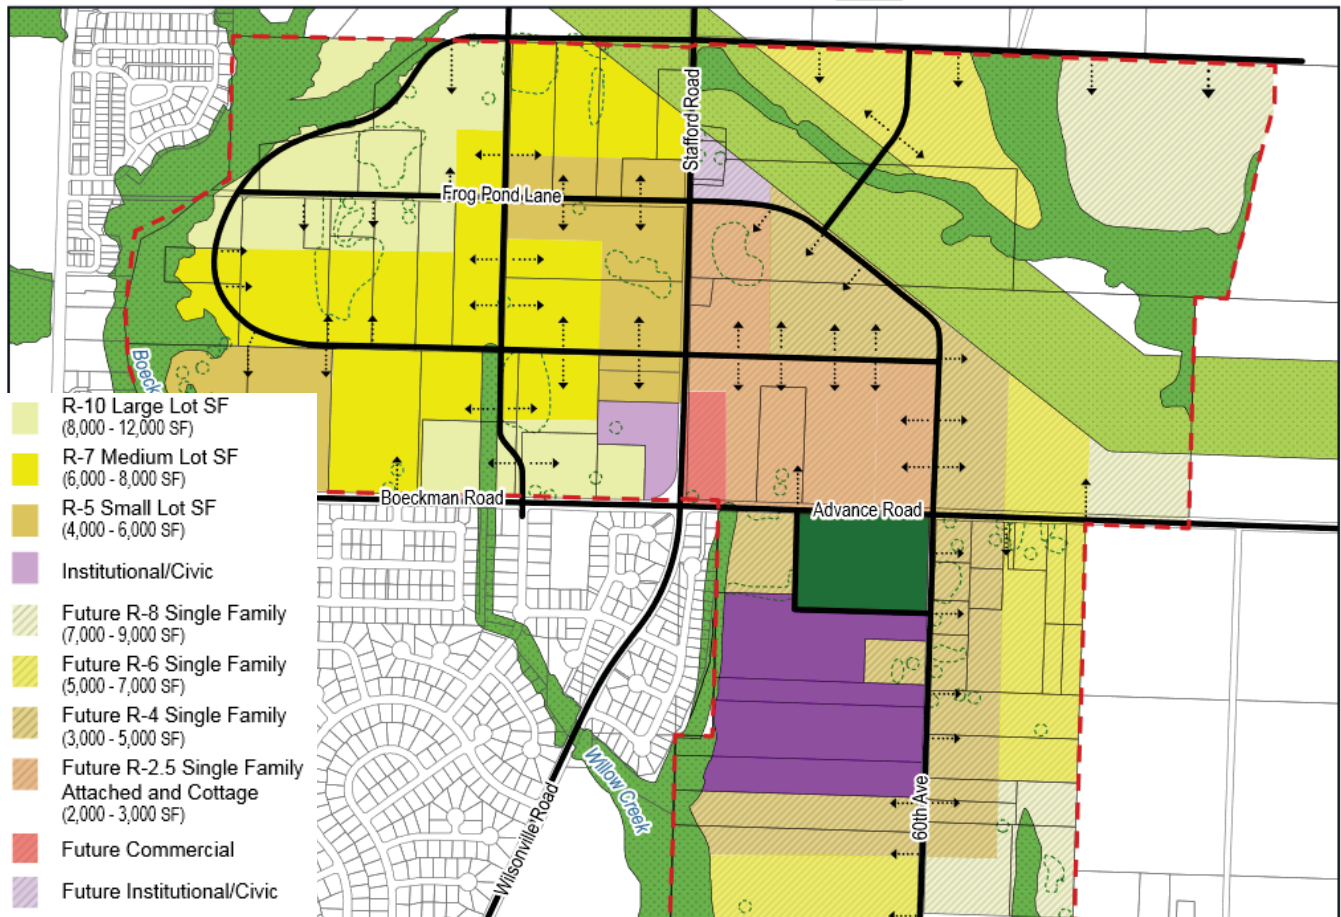 Stafford Road
Frog Pond Lane
Boeck
R-10 Large Lot SF
(8,000 - 12,000 SF)
R-7 Medium Lot SF
(6,000 - 8,000 SF)
R-5 Small Lot SF
(4,000 - 6,000 SF)
Institutional/Civic
Future R-8 Single Family
(7,000 - 9,000 SF)
Future R-6 Single Family
(5,000 - 7,000 SF)
Future R-4 Single Family
(3,000 - 5,000 SF)
Future R-2.5 Single Family
Attached and Cottage
(2,000 - 3,000 SF)
Future Commercial
Future Institutional/Civic
Boeckman Road
Advance Road
Willow Creek
Wilsonville Road
60th Ave